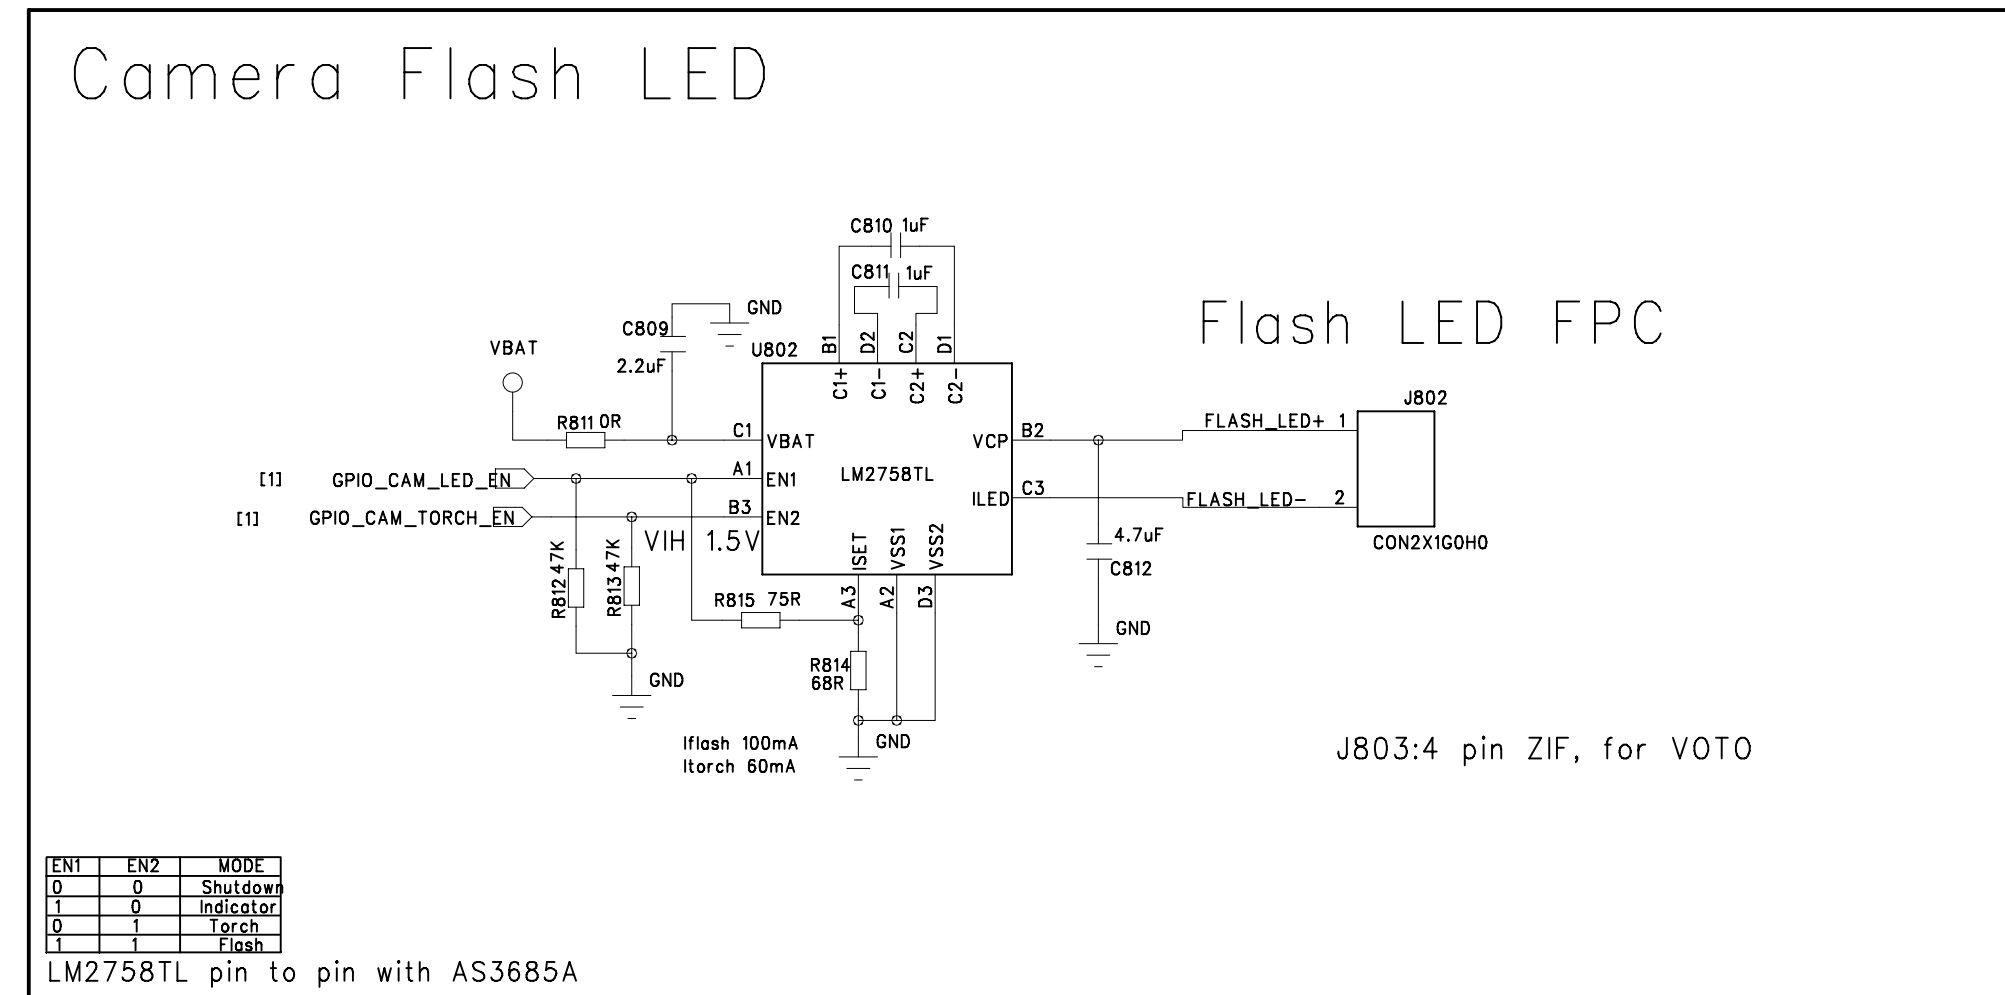 Camera Flash LED
C810 1uF
C811 1uF
GND
C809
2.2uF
VBAT
U802
B1
D2
C2
D1
C1+
C1-
C2+
C2-
Flash LED FPC
J802
R811 0R
C1
VBAT
VCP
B2
FLASH_LED+ 1
[1] GPIO_CAM_LED_EN
A1
EN1
LM2758TL
ILED
C3
FLASH_LED- 2
[1] GPIO_CAM_TORCH_EN
B3
EN2
VIH 1.5V
CON2X1G0H0
R812 47K
R813 47K
ISET
VSS1
VSS2
A3
A2
D3
4.7uF
C812
R815 75R
GND
R814
68R
GND
GND
Iflash 100mA
Itorch 60mA
J803:4 pin ZIF, for VOTO
EN1 EN2 MODE
0 0 Shutdown
1 0 Indicator
0 1 Torch
1 1 Flash
LM2758TL pin to pin with AS3685A